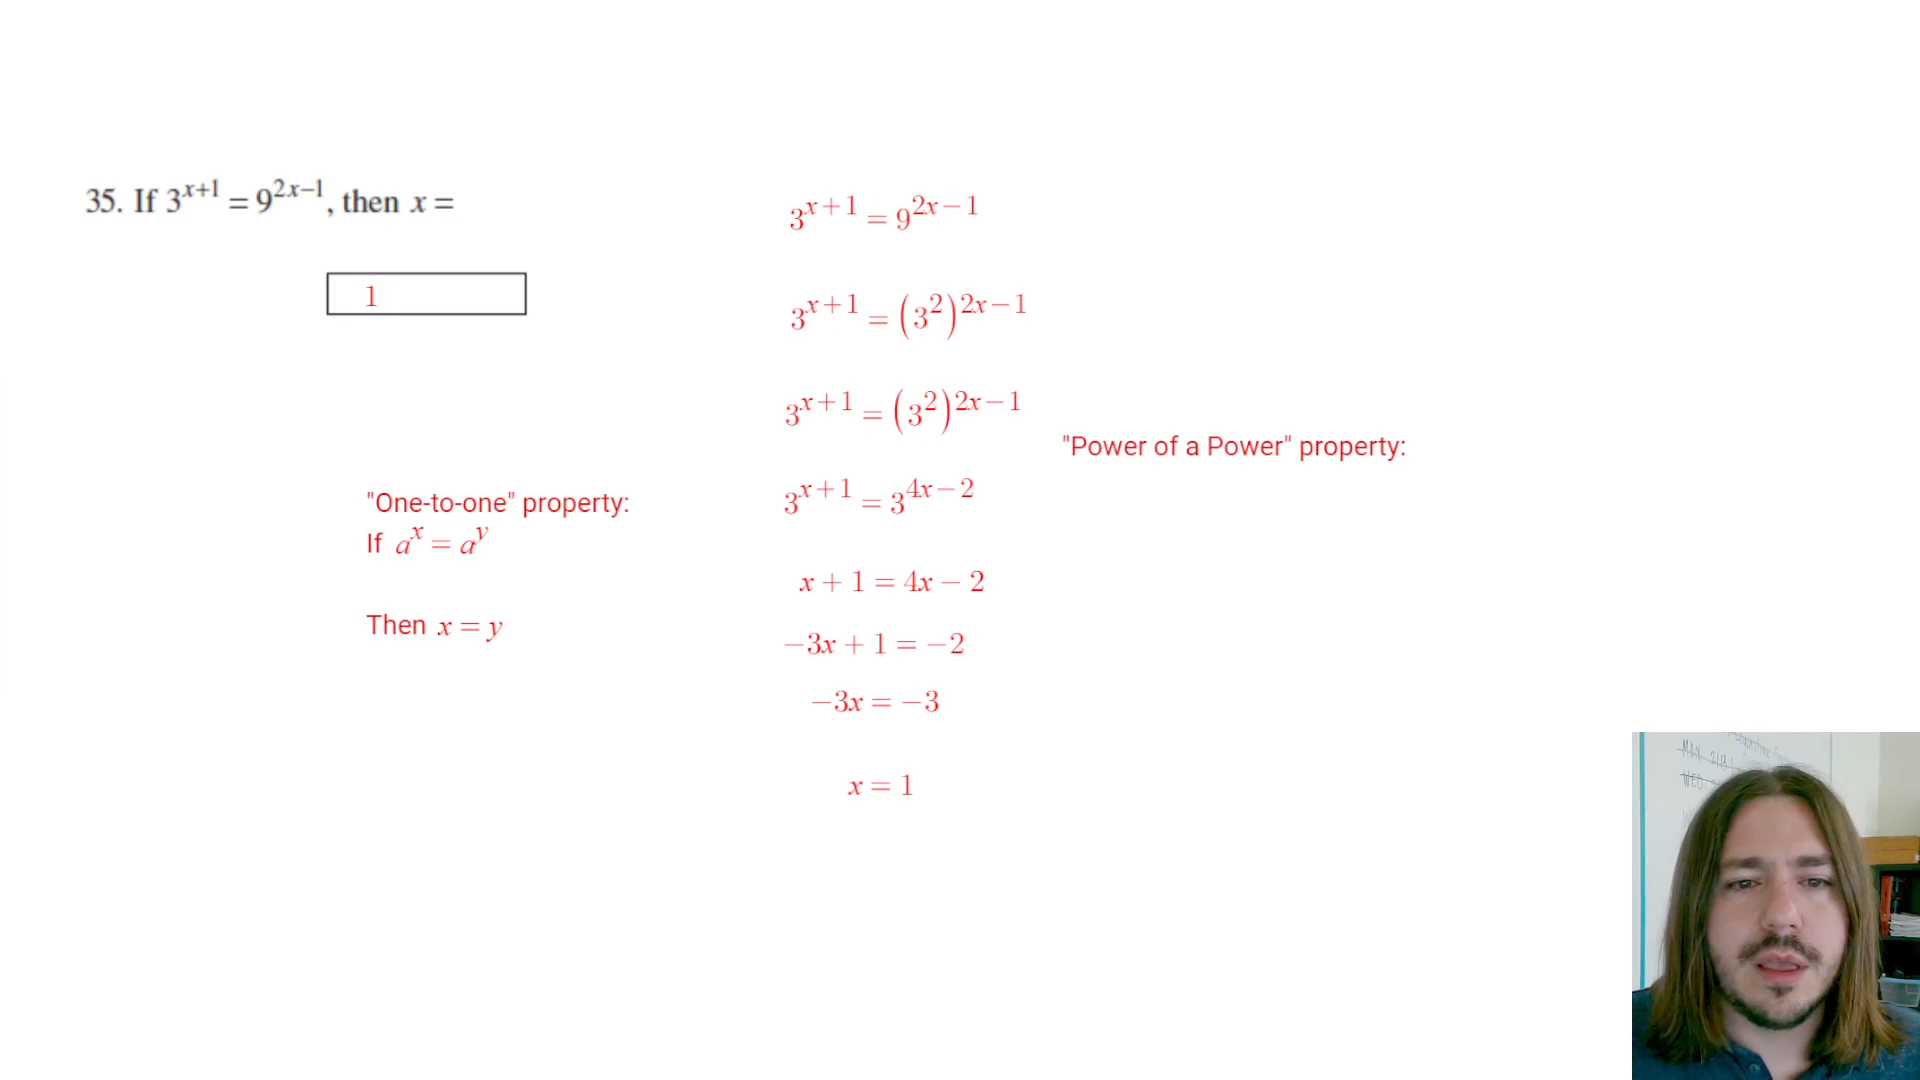 35. If 3^{x+1} = 9^{2x−1}, then x =
1
"One-to-one" property:
If a^x = a^y
Then x = y
3^{x+1} = 9^{2x−1}
3^{x+1} = (3^2)^{2x−1}
3^{x+1} = (3^2)^{2x−1}
3^{x+1} = 3^{4x−2}
x + 1 = 4x − 2
−3x + 1 = −2
−3x = −3
x = 1
"Power of a Power" property:
WED